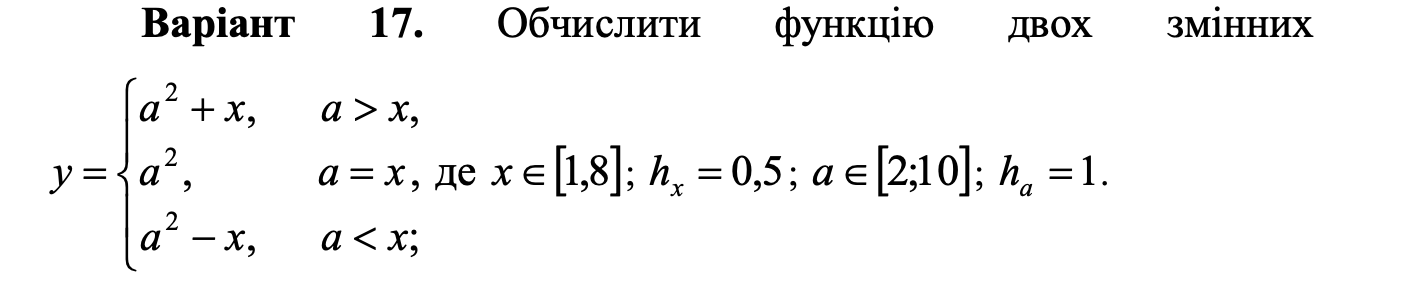 Варіант 17. Обчислити функцію двох змінних
a² + x, a > x,
y = { a², a = x, де x ∈ [1,8]; hₓ = 0,5; a ∈ [2;10]; hₐ = 1.
a² − x, a < x;